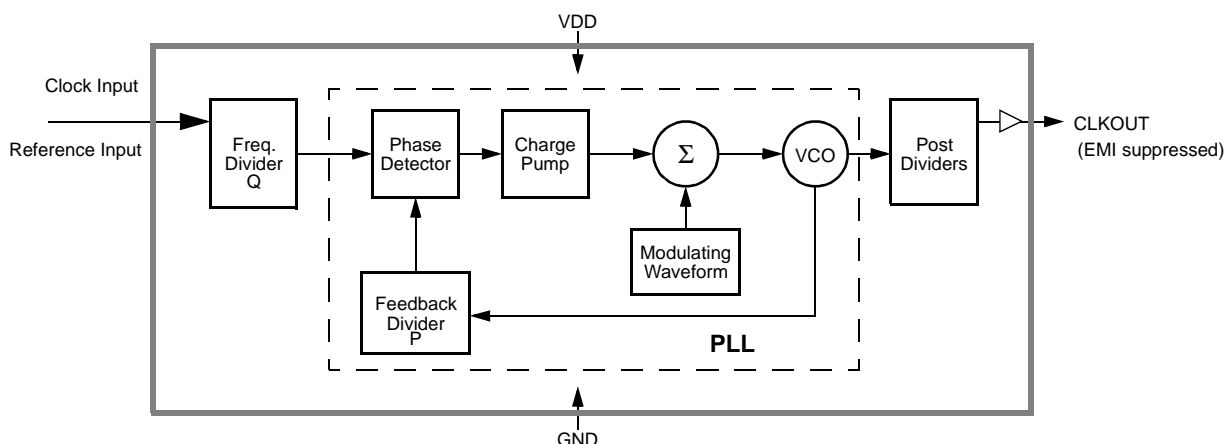 VDD
Clock Input
Reference Input
Freq.
Divider
Q
Phase
Detector
Charge
Pump
Σ
VCO
Post
Dividers
CLKOUT
(EMI suppressed)
Modulating
Waveform
Feedback
Divider
P
PLL
GND